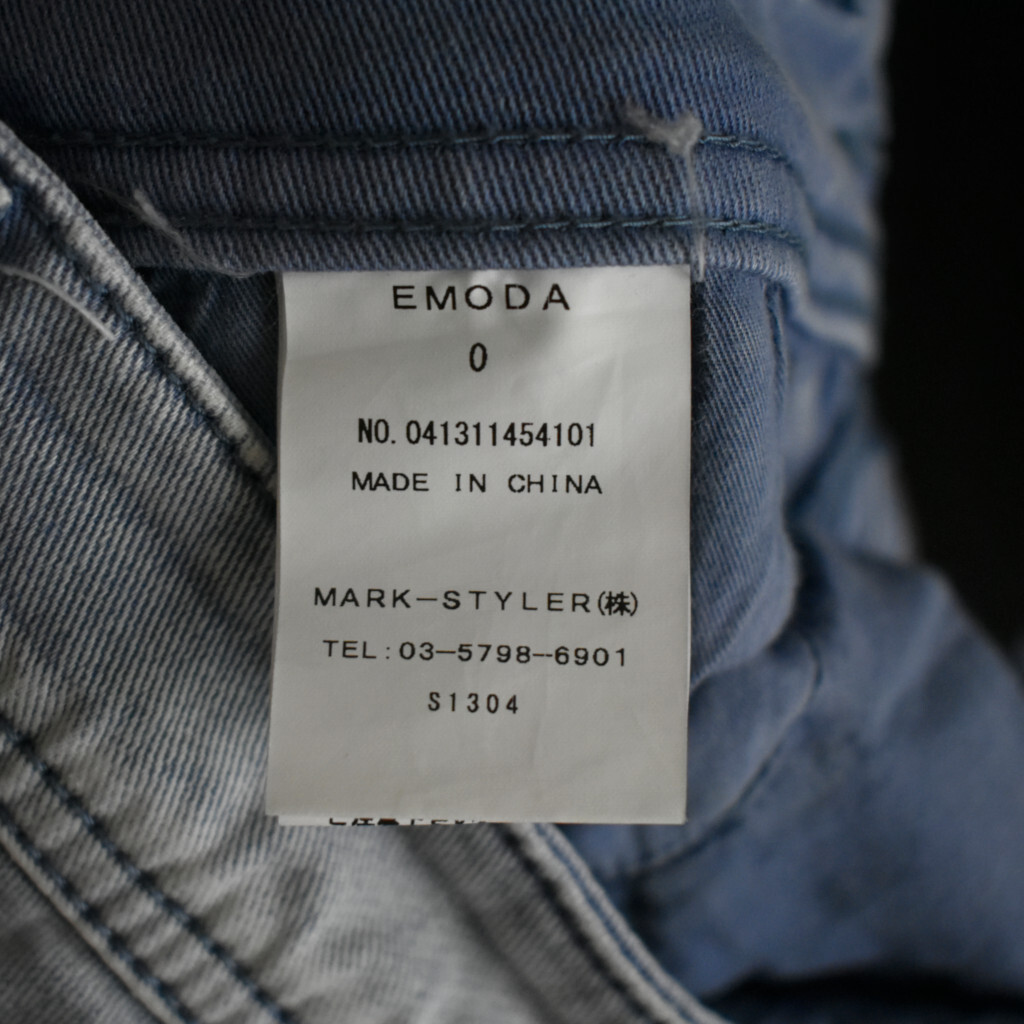 EMODA
0
NO. 041311454101
MADE IN CHINA
MARK-STYLER(株)
TEL:03-5798-6901
S1304